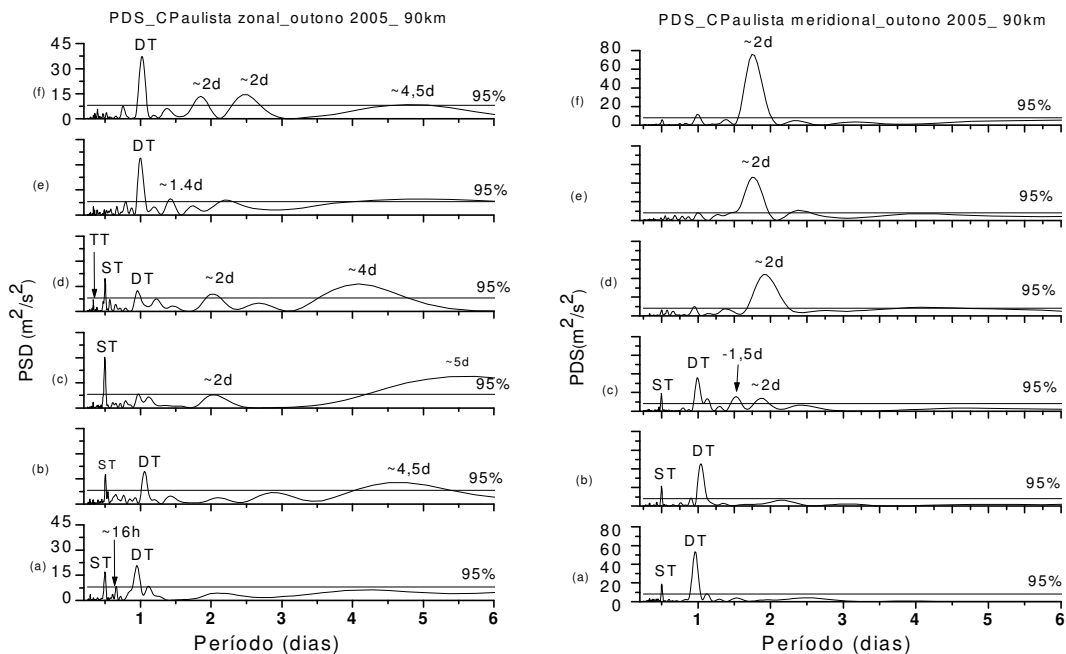 PDS_CPaulista zonal_outono 2005_ 90km
45
30
15
0
(f)
DT
~2d
~2d
~4,5d
95%
(e)
DT
~1.4d
95%
TT
(d)
ST
DT
~2d
~4d
95%
PSD (m²/s²)
(c)
ST
~2d
~5d
95%
(b)
ST
DT
~4,5d
95%
~16h
45
30
15
0
(a)
ST
DT
95%
1 2 3 4 5 6
Período (dias)
PDS_CPaulista meridional_outono 2005_ 90km
80
60
40
20
0
(f)
~2d
95%
(e)
~2d
95%
(d)
~2d
95%
PDS(m²/s²)
(c)
ST
DT
-1,5d
~2d
95%
(b)
ST
DT
95%
80
60
40
20
0
(a)
ST
DT
95%
1 2 3 4 5 6
Período (dias)